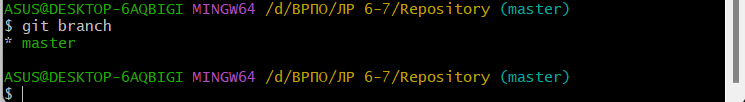 ASUS@DESKTOP-6AQBIGI MINGW64 /d/ВРПО/ЛР 6-7/Repository (master)
$ git branch
* master
ASUS@DESKTOP-6AQBIGI MINGW64 /d/ВРПО/ЛР 6-7/Repository (master)
$